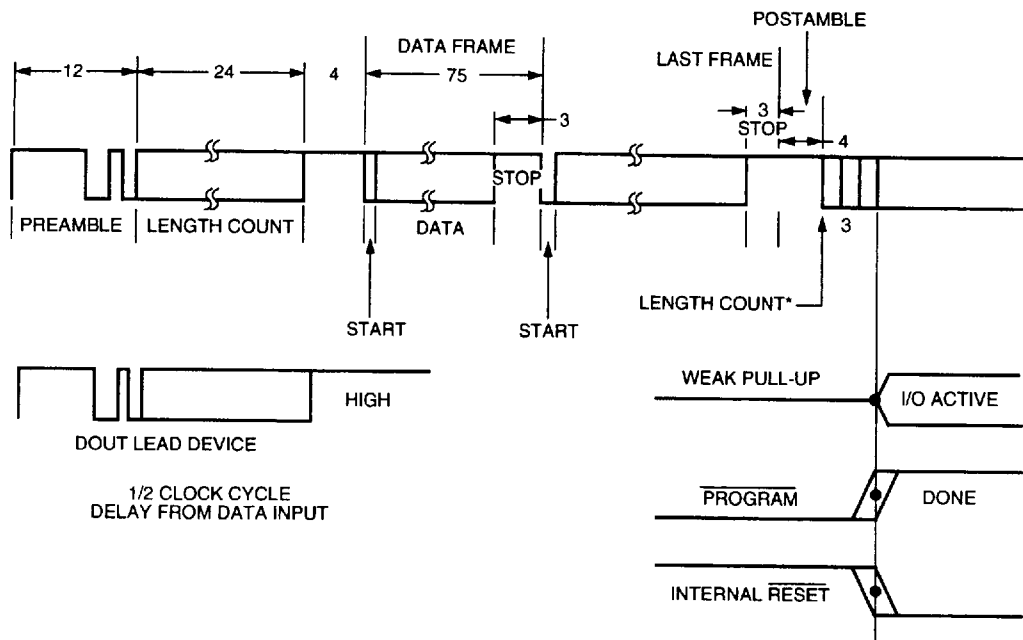 POSTAMBLE
DATA FRAME
LAST FRAME
12
24
4
75
3
3
STOP
4
STOP
PREAMBLE
LENGTH COUNT
DATA
3
START
START
LENGTH COUNT*
WEAK PULL-UP
I/O ACTIVE
HIGH
DOUT LEAD DEVICE
1/2 CLOCK CYCLE
DELAY FROM DATA INPUT
PROGRAM
DONE
INTERNAL RESET